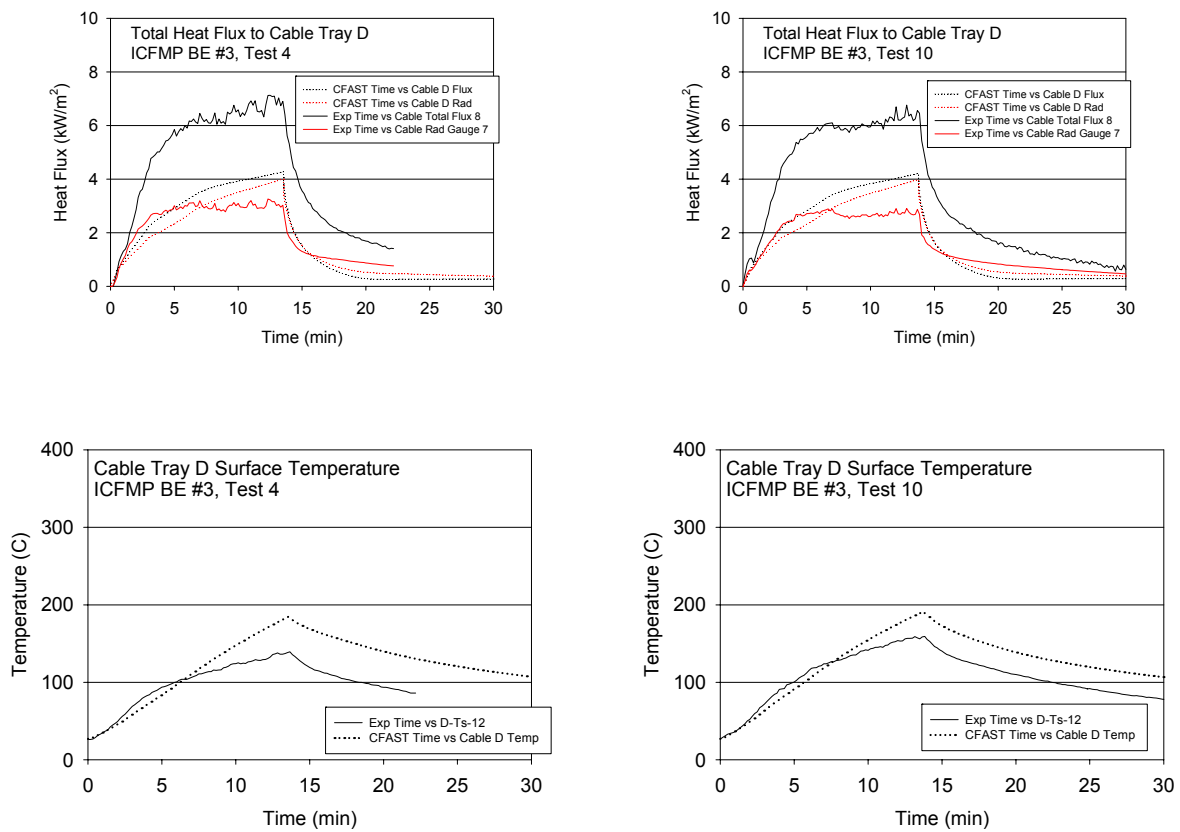 Total Heat Flux to Cable Tray D
ICFMP BE #3, Test 4
CFAST Time vs Cable D Flux
CFAST Time vs Cable D Rad
Exp Time vs Cable Total Flux 8
Exp Time vs Cable Rad Gauge 7
Heat Flux (kW/m²)
10
8
6
4
2
0
0 5 10 15 20 25 30
Time (min)
Total Heat Flux to Cable Tray D
ICFMP BE #3, Test 10
CFAST Time vs Cable D Flux
CFAST Time vs Cable D Rad
Exp Time vs Cable Total Flux 8
Exp Time vs Cable Rad Gauge 7
Heat Flux (kW/m²)
10
8
6
4
2
0
0 5 10 15 20 25 30
Time (min)
Cable Tray D Surface Temperature
ICFMP BE #3, Test 4
Temperature (C)
400
300
200
100
0
Exp Time vs D-Ts-12
CFAST Time vs Cable D Temp
0 5 10 15 20 25 30
Time (min)
Cable Tray D Surface Temperature
ICFMP BE #3, Test 10
Temperature (C)
400
300
200
100
0
Exp Time vs D-Ts-12
CFAST Time vs Cable D Temp
0 5 10 15 20 25 30
Time (min)